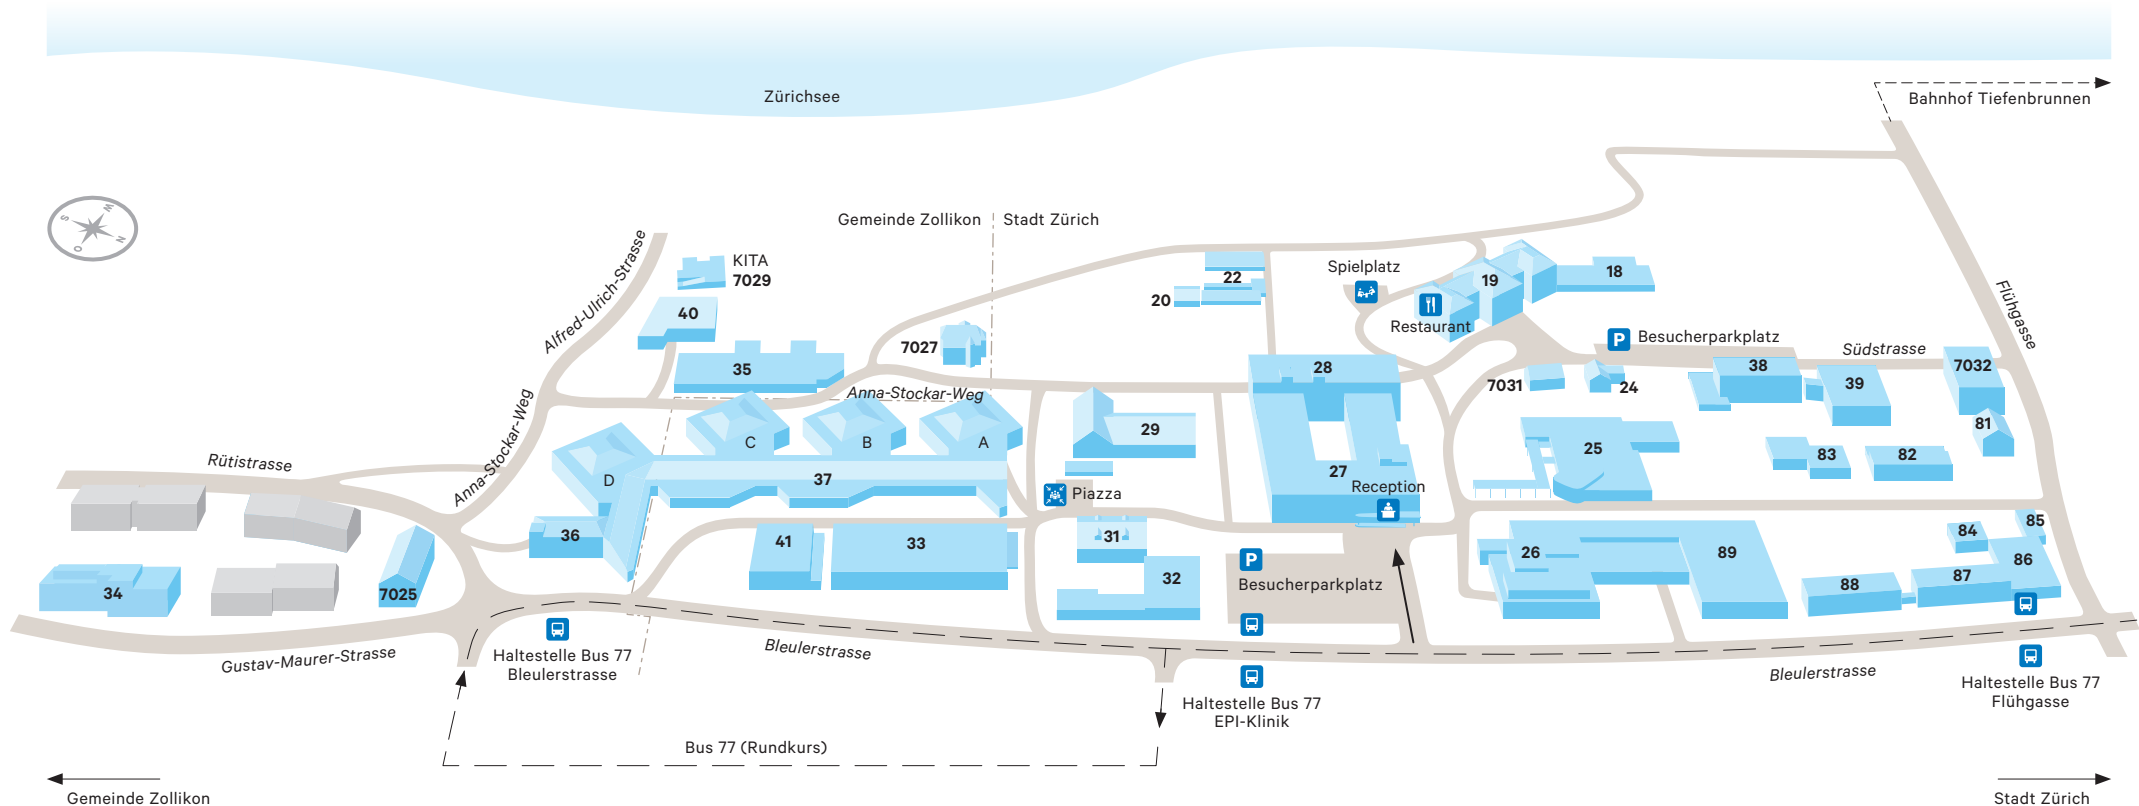 Zürichsee
Bahnhof Tiefenbrunnen
W
S
N
O
Gemeinde Zollikon
Stadt Zürich
Alfred-Ulrich-Strasse
KITA
7029
40
35
7027
20
22
Spielplatz
Restaurant
19
18
P
Besucherparkplatz
Südstrasse
Flühgasse
7031
24
38
39
7032
81
28
Anna-Stockar-Weg
Anna-Stockar-Weg
C
B
A
D
37
29
25
83
82
27
Reception
Piazza
Rütistrasse
36
41
33
31
32
P
Besucherparkplatz
26
89
84
85
86
87
88
34
7025
Gustav-Maurer-Strasse
Haltestelle Bus 77
Bleulerstrasse
Bleulerstrasse
Haltestelle Bus 77
EPI-Klinik
Bleulerstrasse
Haltestelle Bus 77
Flühgasse
Bus 77 (Rundkurs)
Gemeinde Zollikon
Stadt Zürich